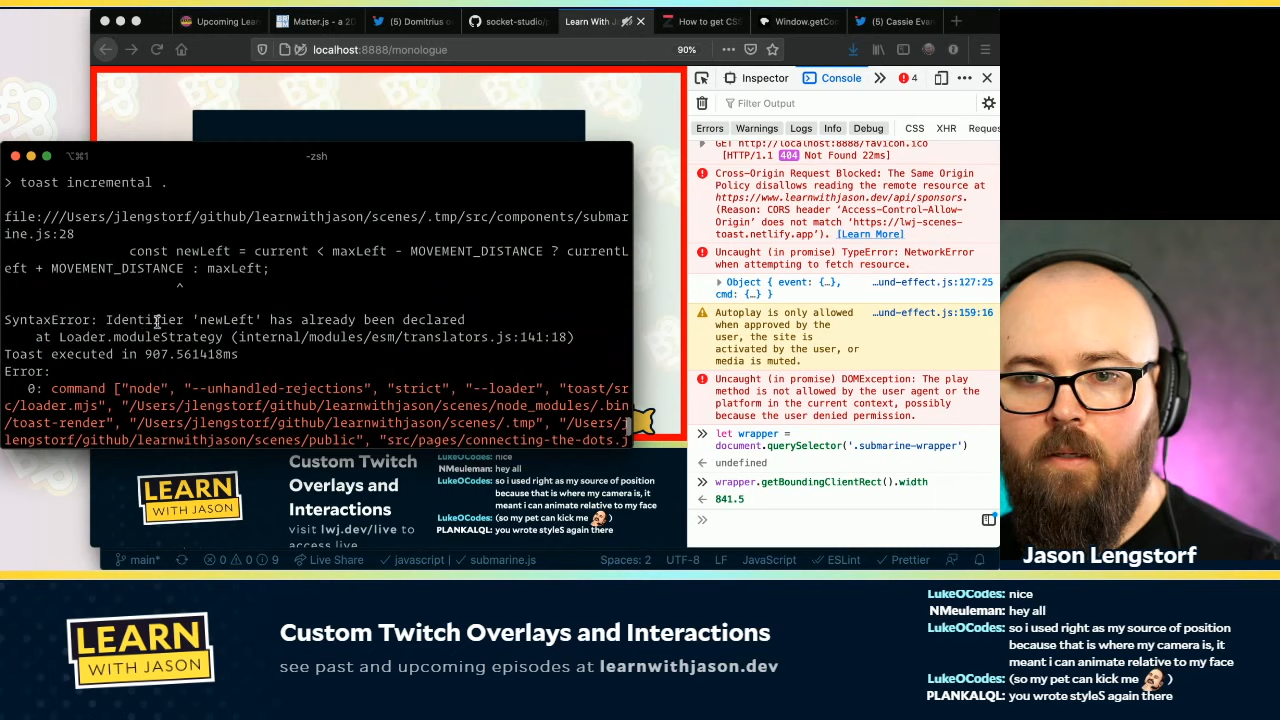 Upcoming Lear
Matter.js - a 2D
(5) Domitrius o
socket-studio/p
Learn With J
How to get CSS
Window.getCor
(5) Cassie Evan
localhost:8888/monologue
90%
Inspector
Console
4
Filter Output
Errors
Warnings
Logs
Info
Debug
CSS
XHR
Reque
GET http://localhost:8888/favicon.ico
[HTTP/1.1 404 Not Found 22ms]
Cross-Origin Request Blocked: The Same Origin
Policy disallows reading the remote resource at
https://www.learnwithjason.dev/api/sponsors.
(Reason: CORS header ‘Access-Control-Allow-
Origin’ does not match ‘https://lwj-scenes-
toast.netlify.app’). [Learn More]
Uncaught (in promise) TypeError: NetworkError
when attempting to fetch resource.
Object { event: {…},
…und-effect.js:127:25
cmd: {…} }
Autoplay is only allowed
…und-effect.js:159:16
when approved by the
user, the site is
activated by the user, or
media is muted.
Uncaught (in promise) DOMException: The play
method is not allowed by the user agent or the
platform in the current context, possibly
because the user denied permission.
let wrapper =
document.querySelector('.submarine-wrapper')
undefined
wrapper.getBoundingClientRect().width
841.5
⌥⌘1
-zsh
> toast incremental .
file:///Users/jlengstorf/github/learnwithjason/scenes/.tmp/src/components/submar
ine.js:28
const newLeft = current < maxLeft - MOVEMENT_DISTANCE ? currentL
eft + MOVEMENT_DISTANCE : maxLeft;
^
SyntaxError: Identifier 'newLeft' has already been declared
at Loader.moduleStrategy (internal/modules/esm/translators.js:141:18)
Toast executed in 907.561418ms
Error:
0: command ["node", "--unhandled-rejections", "strict", "--loader", "toast/sr
c/loader.mjs", "/Users/jlengstorf/github/learnwithjason/scenes/node_modules/.bin
/toast-render", "/Users/jlengstorf/github/learnwithjason/scenes/.tmp", "/Users/j
lengstorf/github/learnwithjason/scenes/public", "src/pages/connecting-the-dots.j
LEARN
WITH JASON
Custom Twitch
Overlays and
Interactions
visit lwj.dev/live to
access live
LukeOCodes: nice
NMeuleman: hey all
LukeOCodes: so i used right as my source of position
because that is where my camera is, it
meant i can animate relative to my face
LukeOCodes: (so my pet can kick me )
PLANKALQL: you wrote styleS again there
main*
0 0 9
Live Share
javascript
submarine.js
Spaces: 2
UTF-8
LF
JavaScript
ESLint
Prettier
Jason Lengstorf
LEARN
WITH JASON
Custom Twitch Overlays and Interactions
see past and upcoming episodes at learnwithjason.dev
LukeOCodes: nice
NMeuleman: hey all
LukeOCodes: so i used right as my source of position
because that is where my camera is, it
meant i can animate relative to my face
LukeOCodes: (so my pet can kick me )
PLANKALQL: you wrote styleS again there